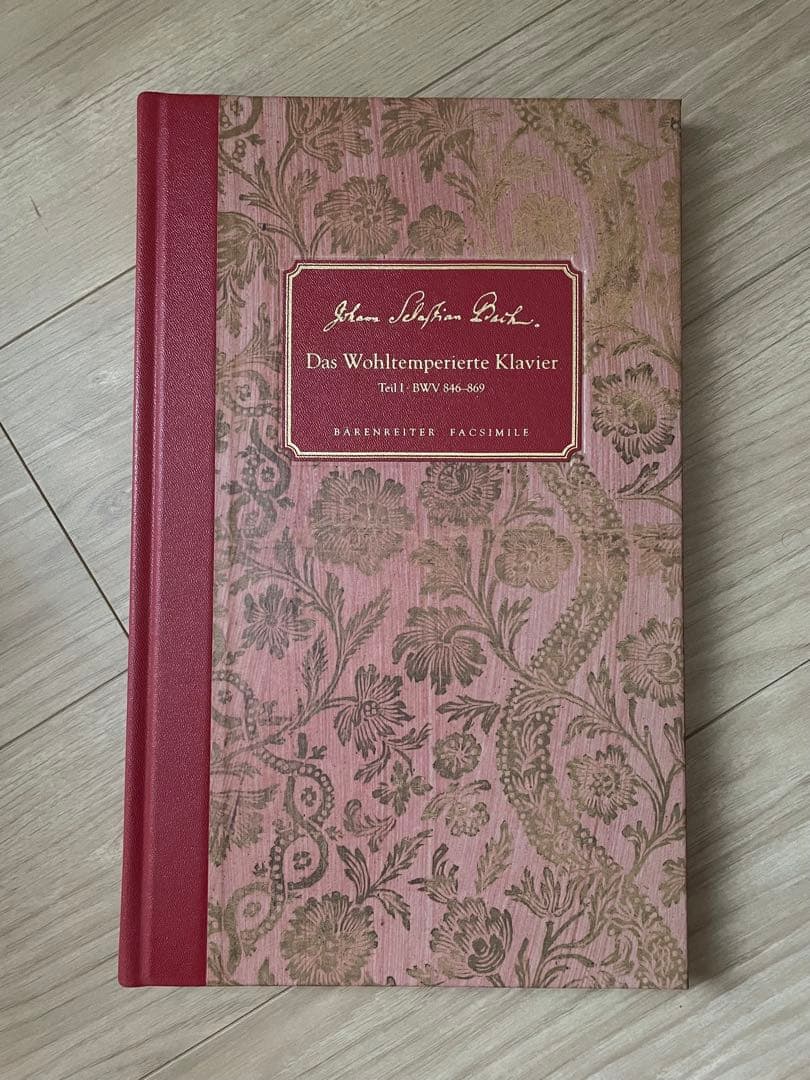 Johann Sebastian Bach.
Das Wohltemperierte Klavier
Teil I · BWV 846–869
BÄRENREITER FACSIMILE